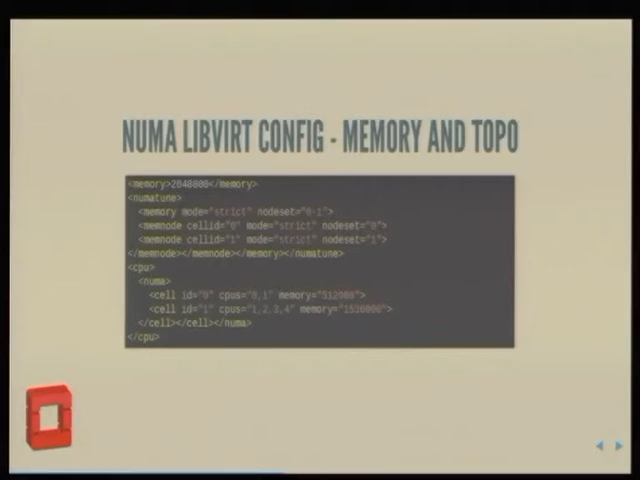 NUMA LIBVIRT CONFIG - MEMORY AND TOPO
<memory>2048000</memory>
<numatune>
<memory mode="strict" nodeset="0-1">
<memnode cellid="0" mode="strict" nodeset="0">
<memnode cellid="1" mode="strict" nodeset="1">
</memnode></memnode></memory></numatune>
<cpu>
<numa>
<cell id="0" cpus="0,1" memory="512000">
<cell id="1" cpus="1,2,3,4" memory="1536000">
</cell></cell></numa>
</cpu>